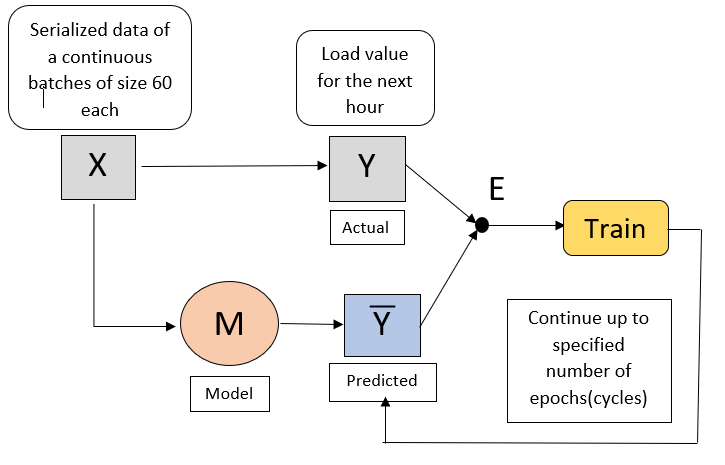 Serialized data of
a continuous
batches of size 60
each
Load value
for the next
hour
X
Y
E
Actual
Train
M
Y
Model
Predicted
Continue up to
specified
number of
epochs(cycles)